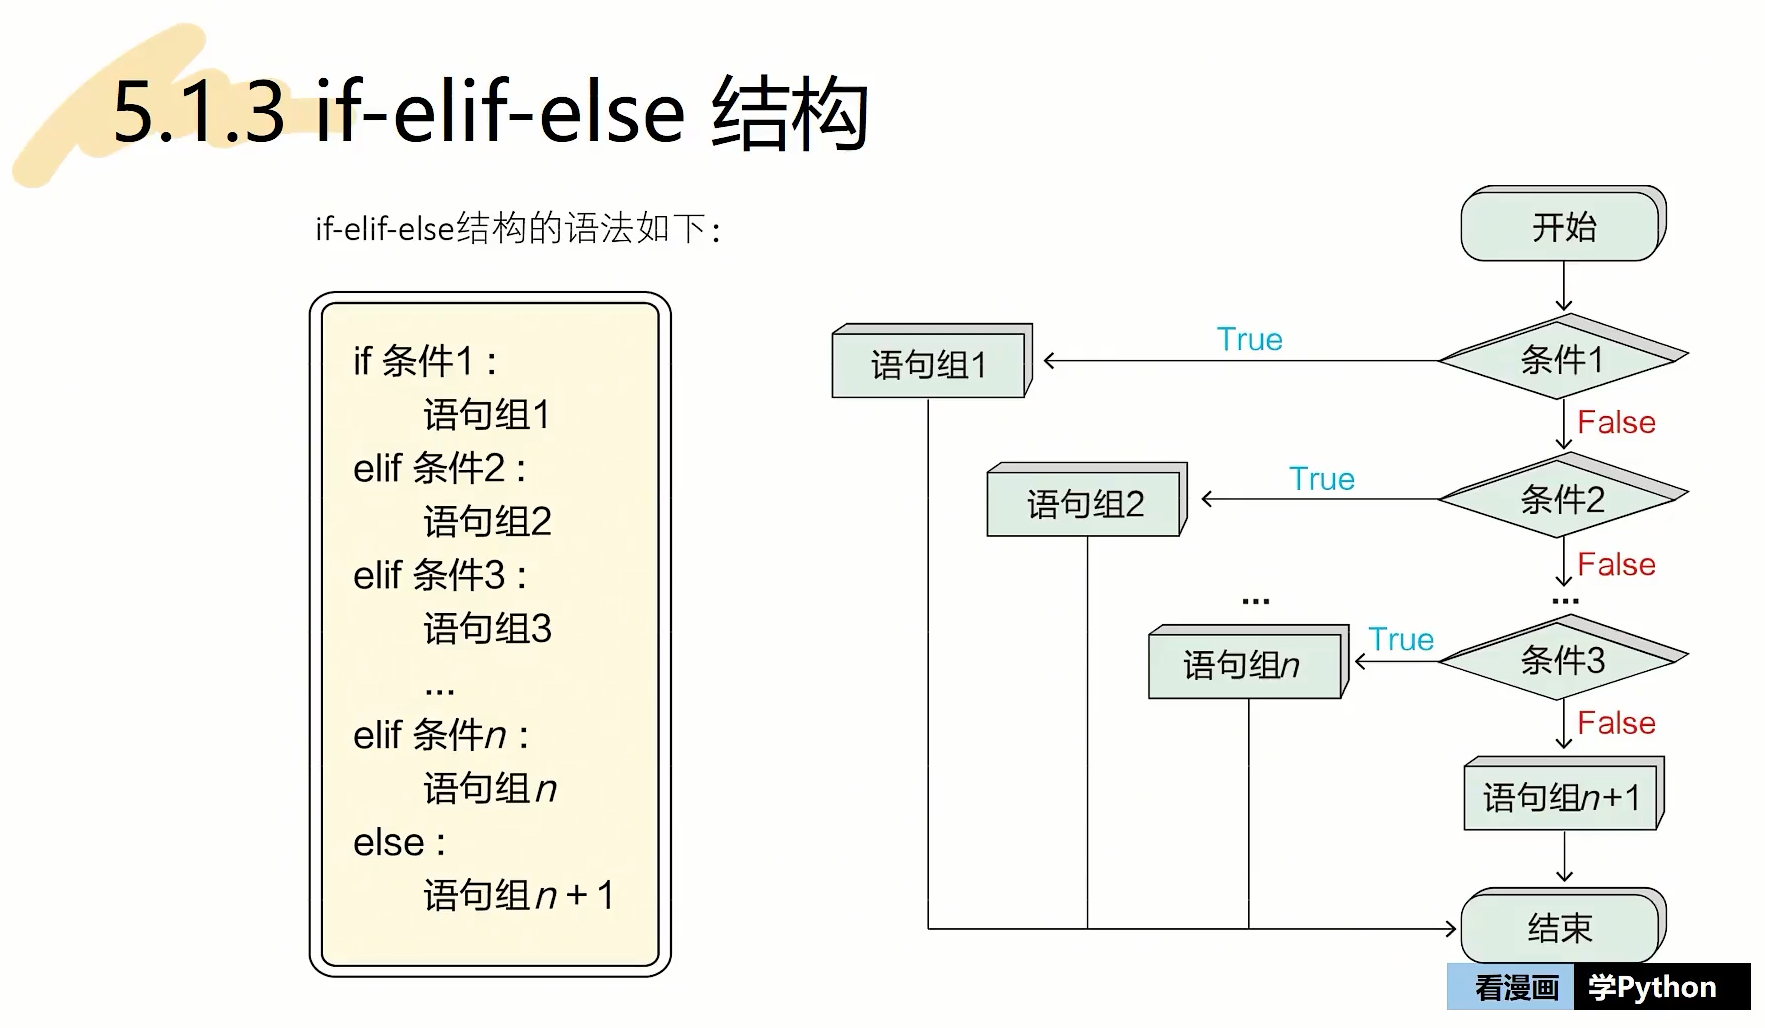 5.1.3 if-elif-else 结构
if-elif-else结构的语法如下：
if 条件1：
语句组1
elif 条件2：
语句组2
elif 条件3：
语句组3
...
elif 条件n：
语句组n
else：
语句组n + 1
开始
条件1
True
语句组1
False
条件2
True
语句组2
False
...
...
条件3
True
语句组n
False
语句组n+1
结束
看漫画 学Python